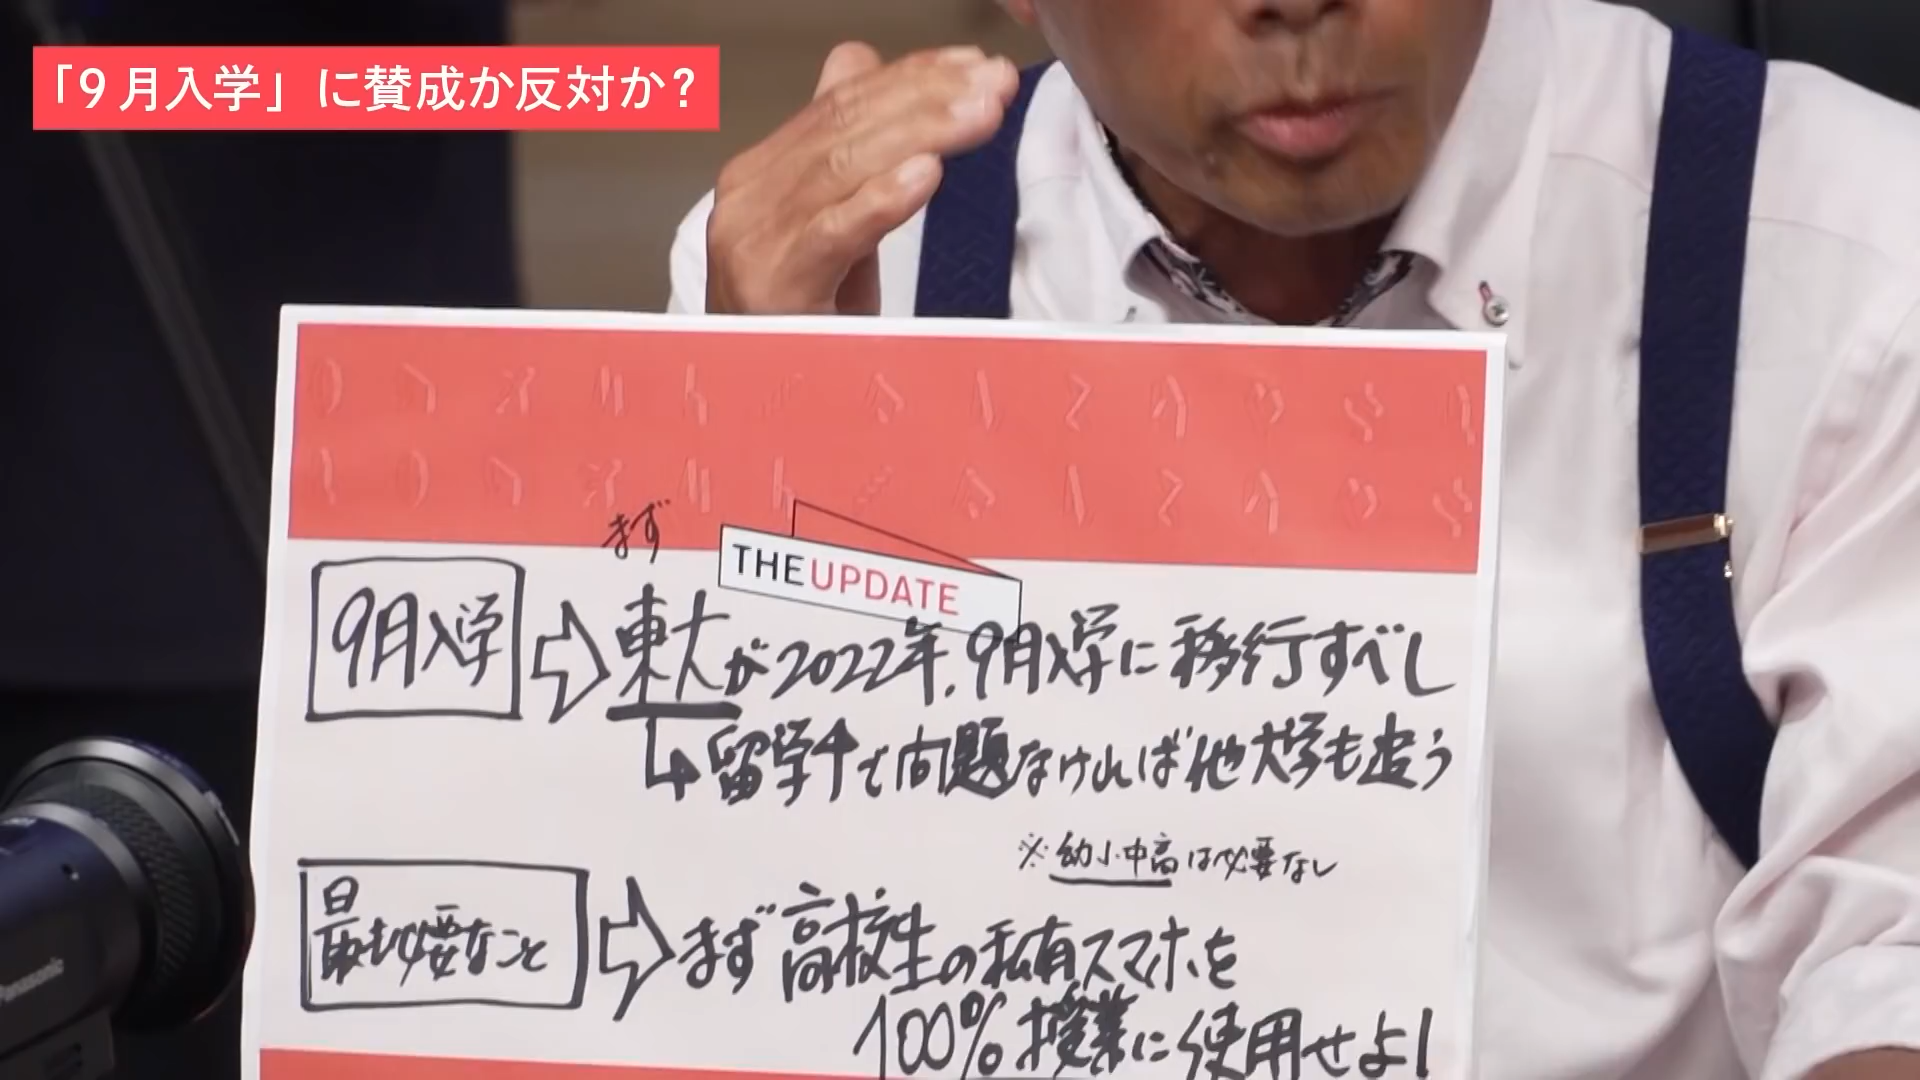 「9月入学」に賛成か反対か?
THE UPDATE
まず
9月入学 ⇨ 東大が2022年、9月入学に移行すべし
↳ 留学生で問題なければ他大学も追う
※幼小中高は必要なし
最も必要なこと ⇨ まず高校生の私有スマホを
100%授業に使用せよ!
Panasonic